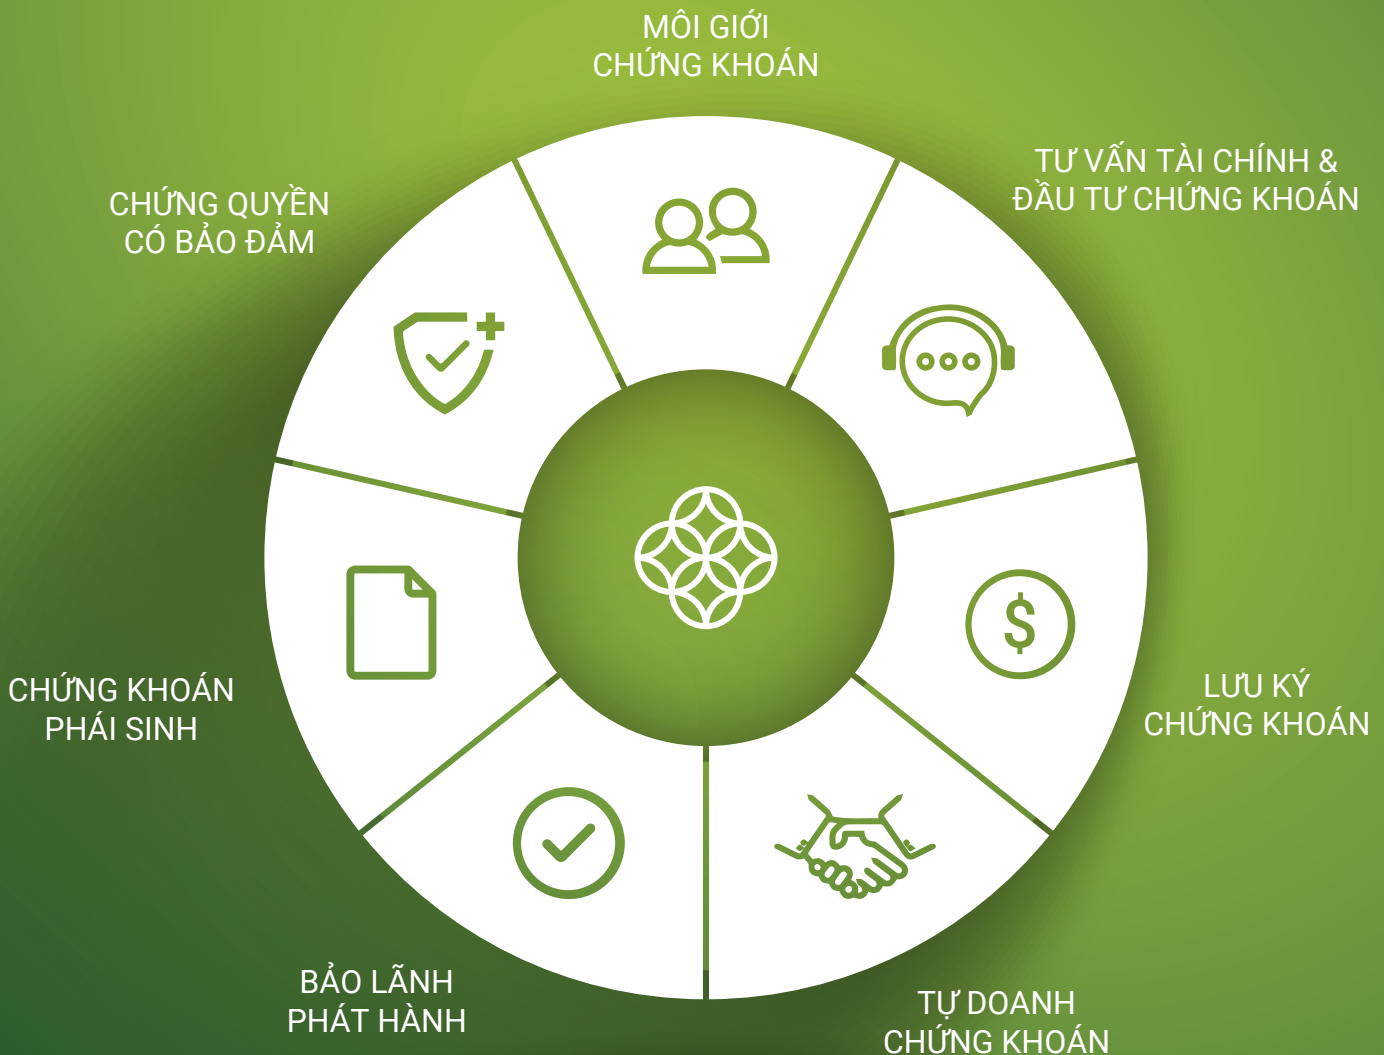 MÔI GIỚI
CHỨNG KHOÁN
TƯ VẤN TÀI CHÍNH &
ĐẦU TƯ CHỨNG KHOÁN
CHỨNG QUYỀN
CÓ BẢO ĐẢM
$
CHỨNG KHOÁN
PHÁI SINH
LƯU KÝ
CHỨNG KHOÁN
BẢO LÃNH
PHÁT HÀNH
TỰ DOANH
CHỨNG KHOÁN